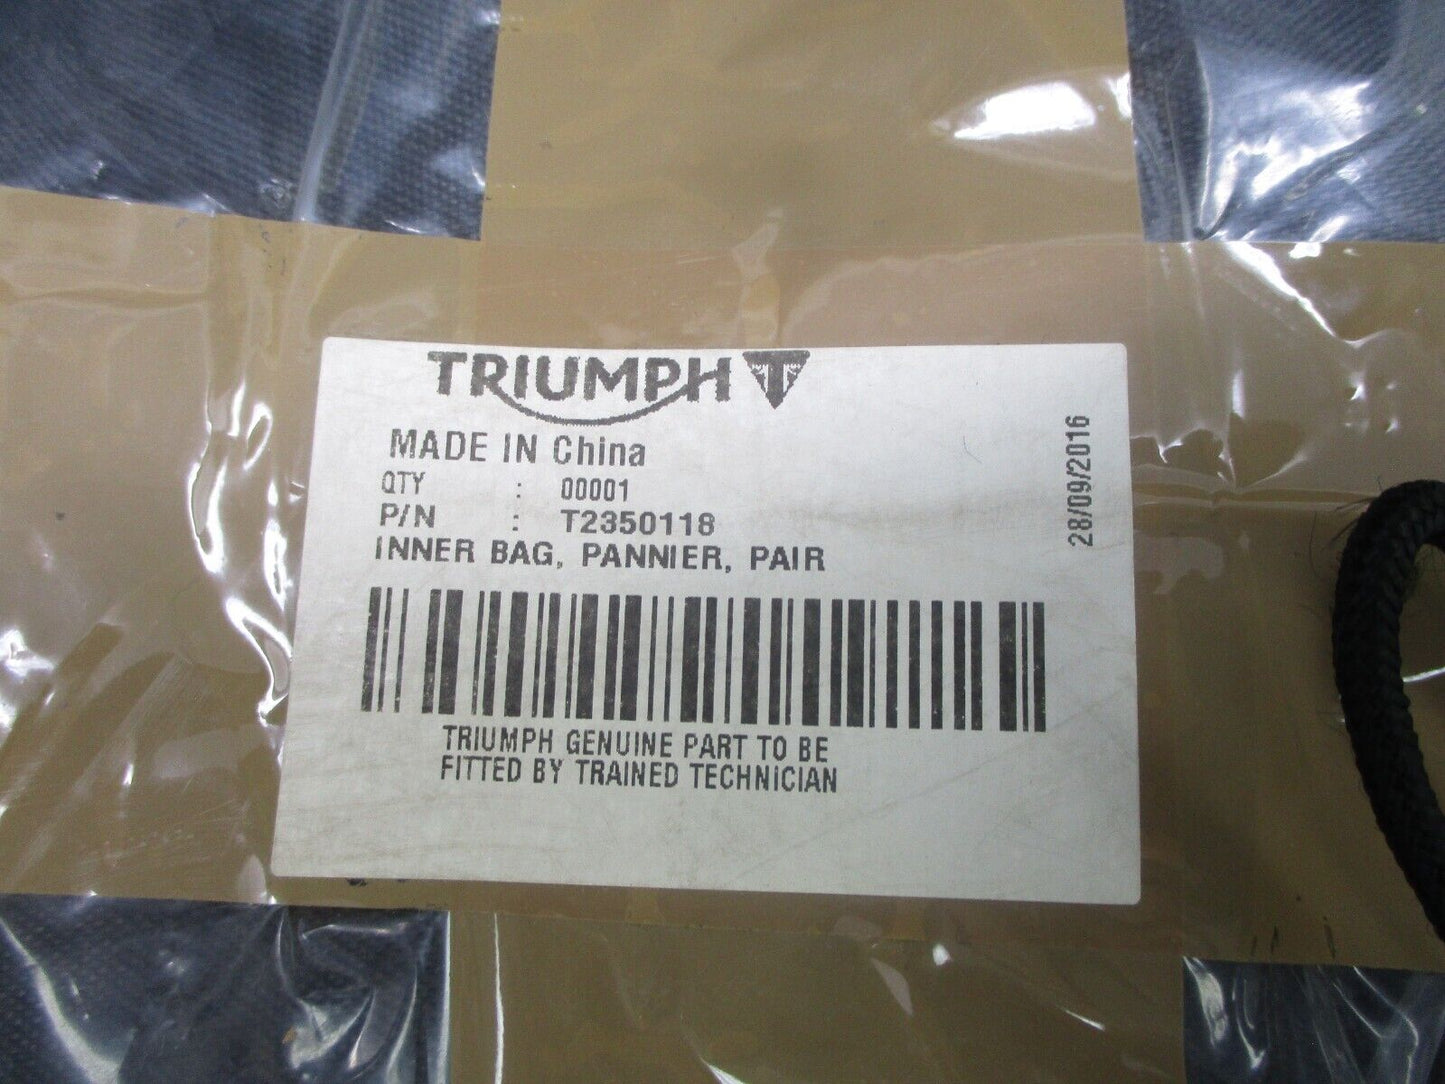 TRIUMPH
MADE IN China
QTY : 00001
P/N : T2350118
INNER BAG, PANNIER, PAIR
TRIUMPH GENUINE PART TO BE
FITTED BY TRAINED TECHNICIAN
28/09/2016